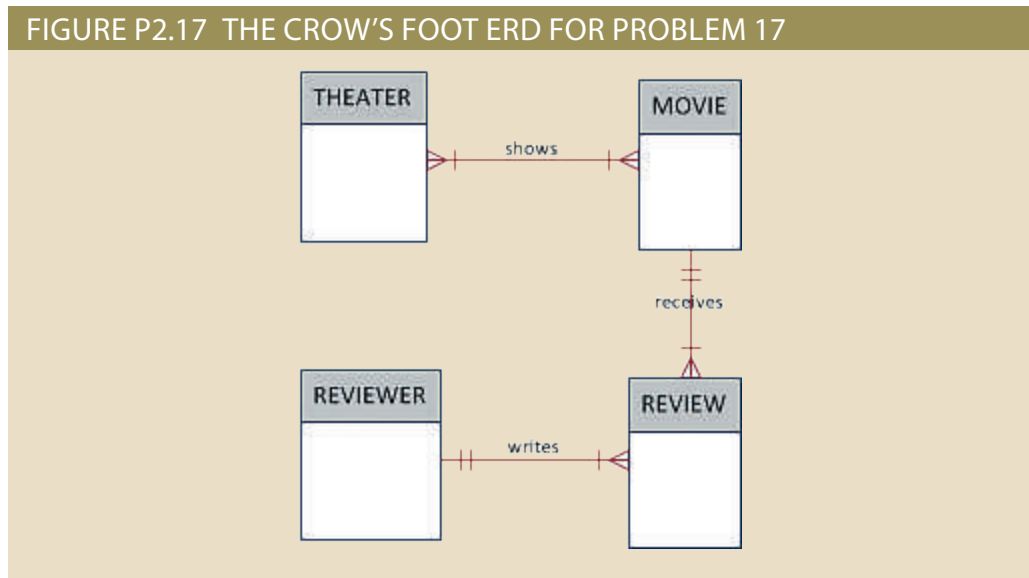 FIGURE P2.17 THE CROW’S FOOT ERD FOR PROBLEM 17
THEATER
shows
MOVIE
receives
REVIEWER
writes
REVIEW